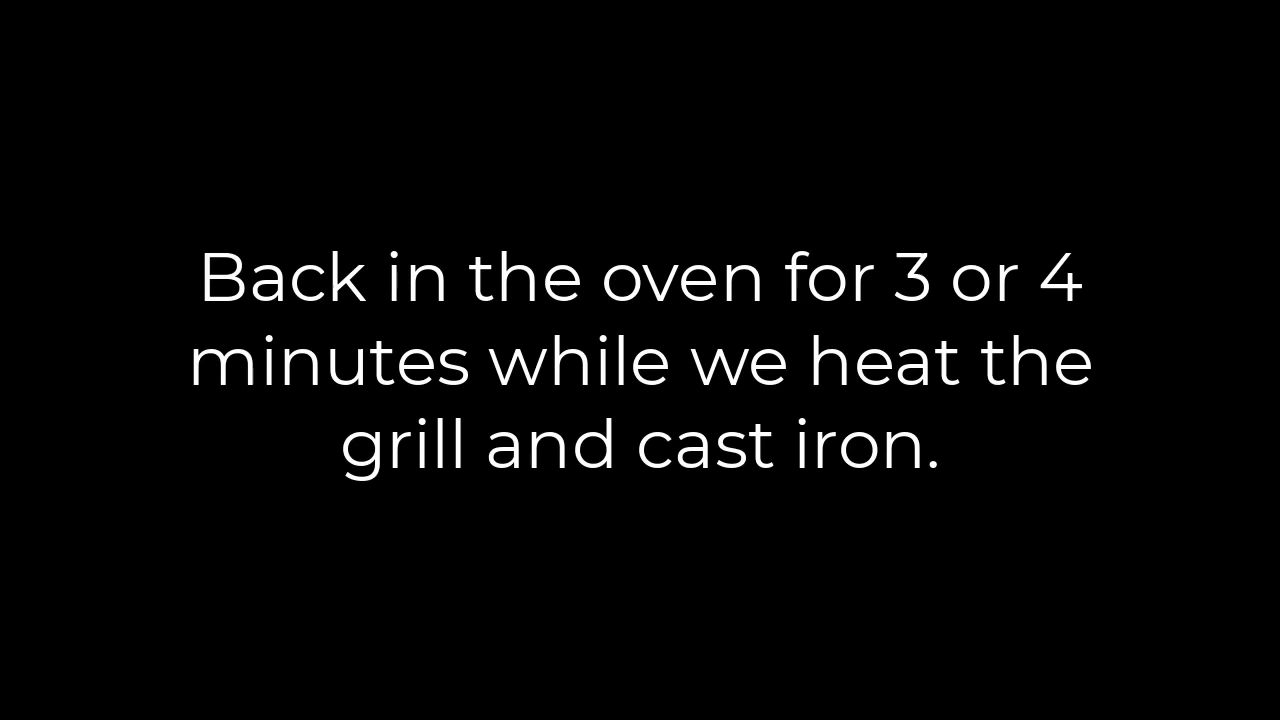 Back in the oven for 3 or 4
minutes while we heat the
grill and cast iron.